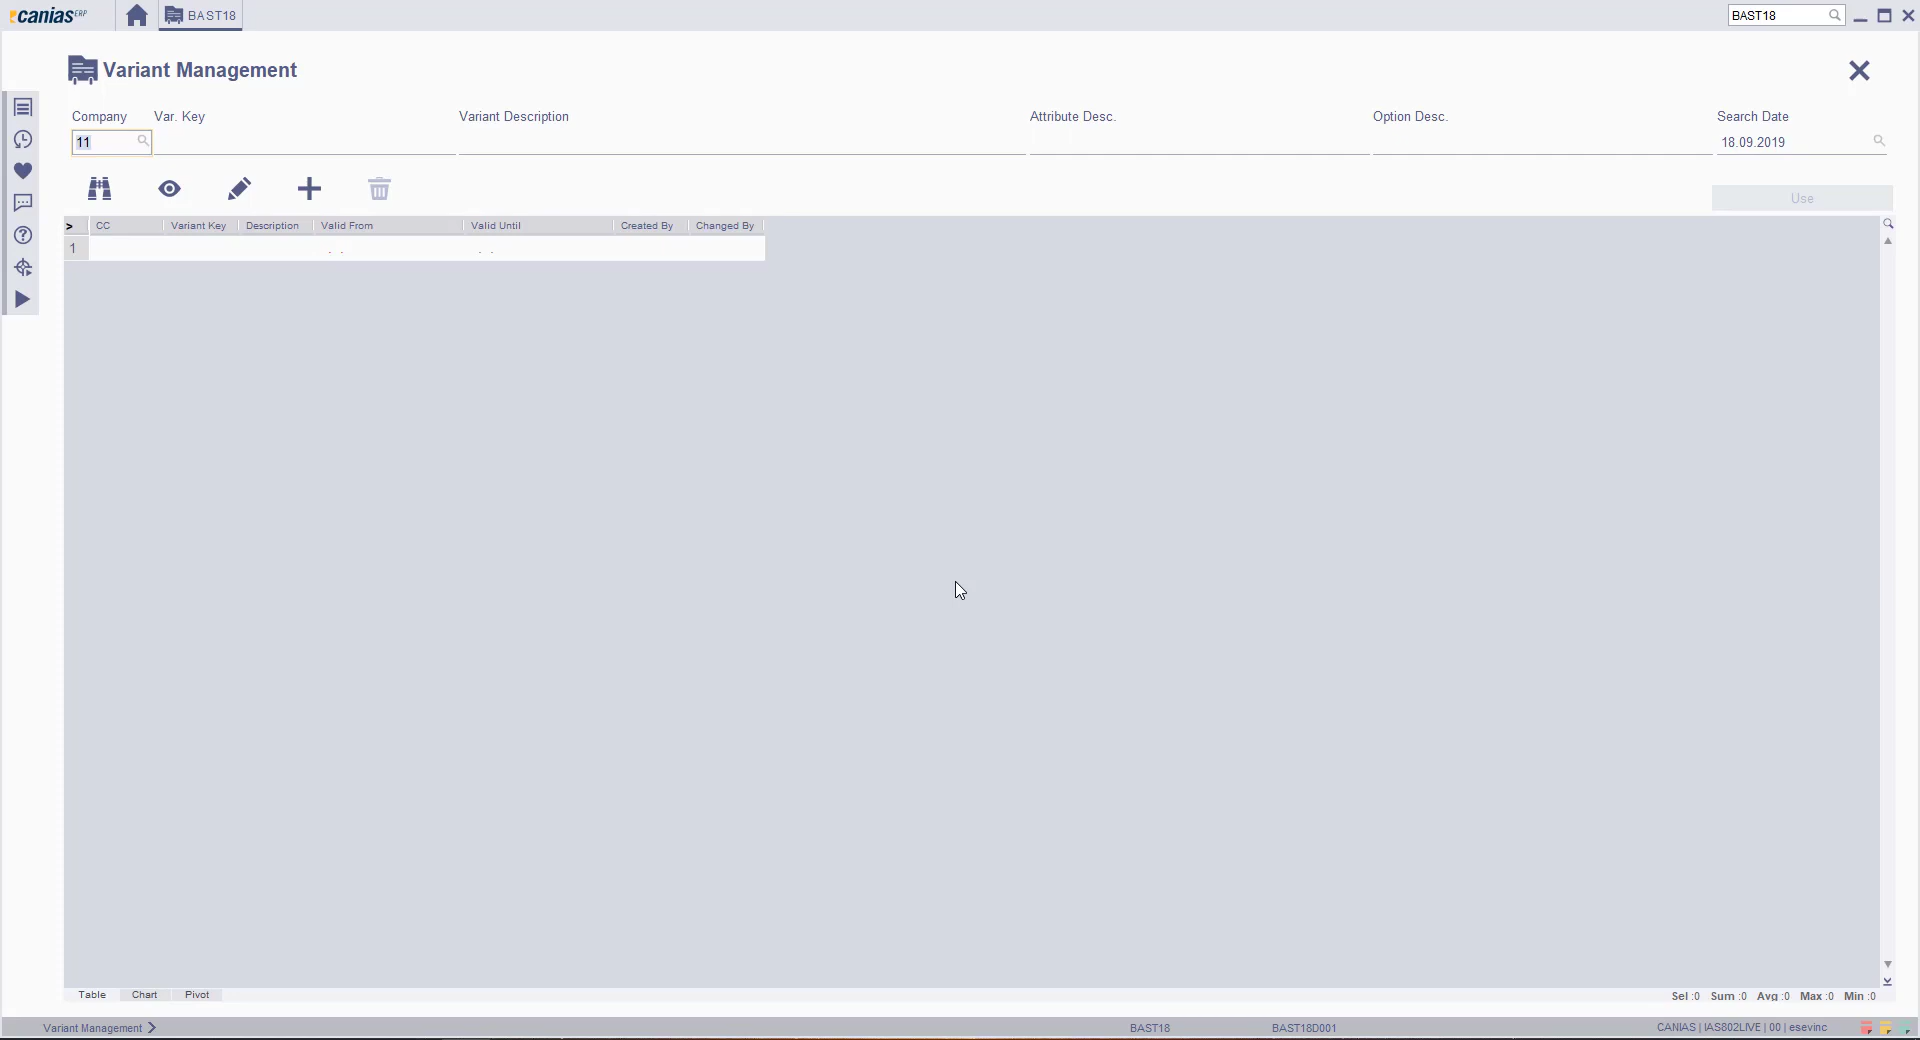 canias ERP BAST18 BAST18
Variant Management
Company Var. Key Variant Description Attribute Desc. Option Desc. Search Date
11 18.09.2019
Use
> CC Variant Key Description Valid From Valid Until Created By Changed By
1 . . . .
Table Chart Pivot
Sel :0 Sum :0 Avg :0 Max :0 Min :0
Variant Management BAST18 BAST18D001 CANIAS | IAS802LIVE | 00 | esevinc